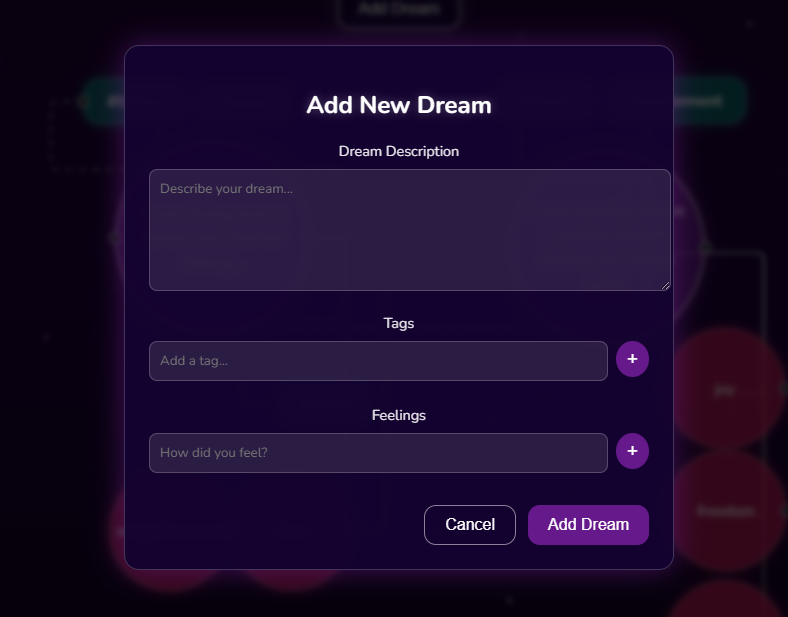 Add Dream
Add New Dream
Dream Description
Describe your dream...
Tags
Add a tag...
+
Feelings
How did you feel?
+
joy
freedom
Cancel
Add Dream